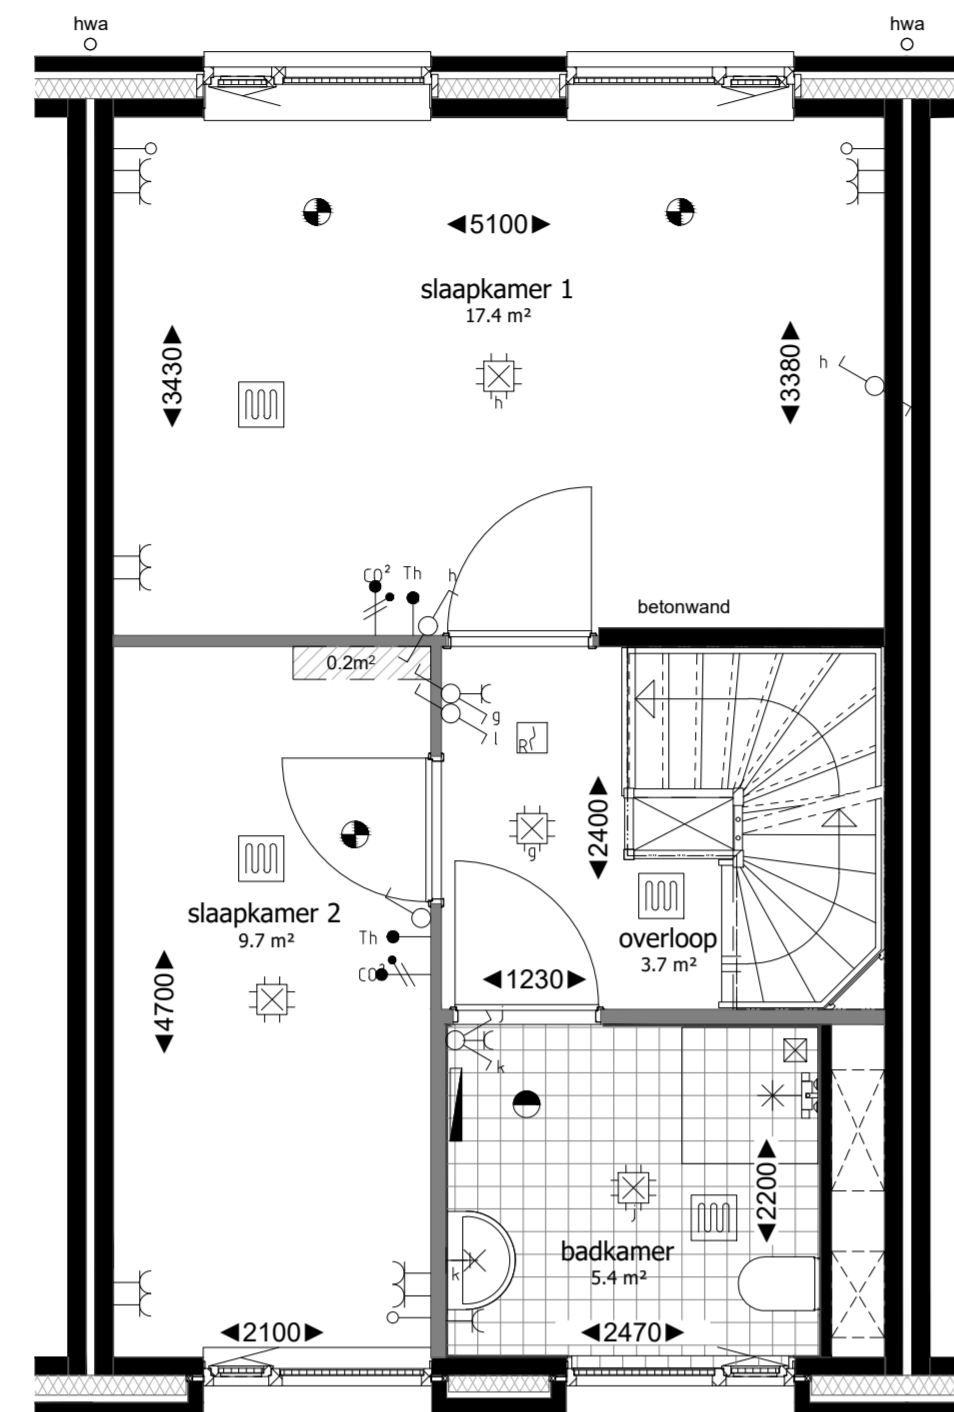 hwa
hwa
5100
slaapkamer 1
17.4 m²
3430
3380
h
h
co²
Th
h
betonwand
0.2m²
g
l
R
2400
g
slaapkamer 2
9.7 m²
Th
co²
overloop
3.7 m²
4700
1230
j
k
2200
j
badkamer
5.4 m²
k
2100
2470